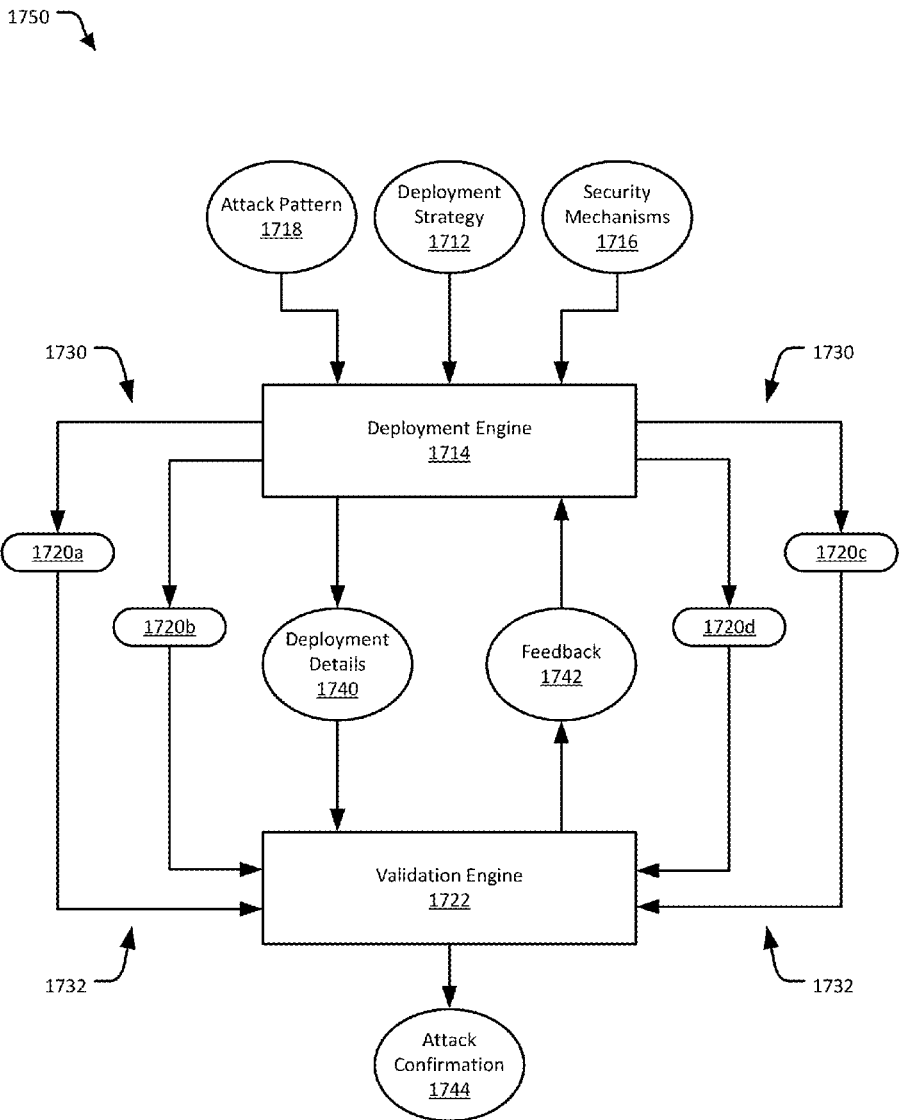 1750
Attack Pattern
1718
Deployment
Strategy
1712
Security
Mechanisms
1716
1730
1730
Deployment Engine
1714
1720a
1720c
1720b
1720d
Deployment
Details
1740
Feedback
1742
Validation Engine
1722
1732
1732
Attack
Confirmation
1744